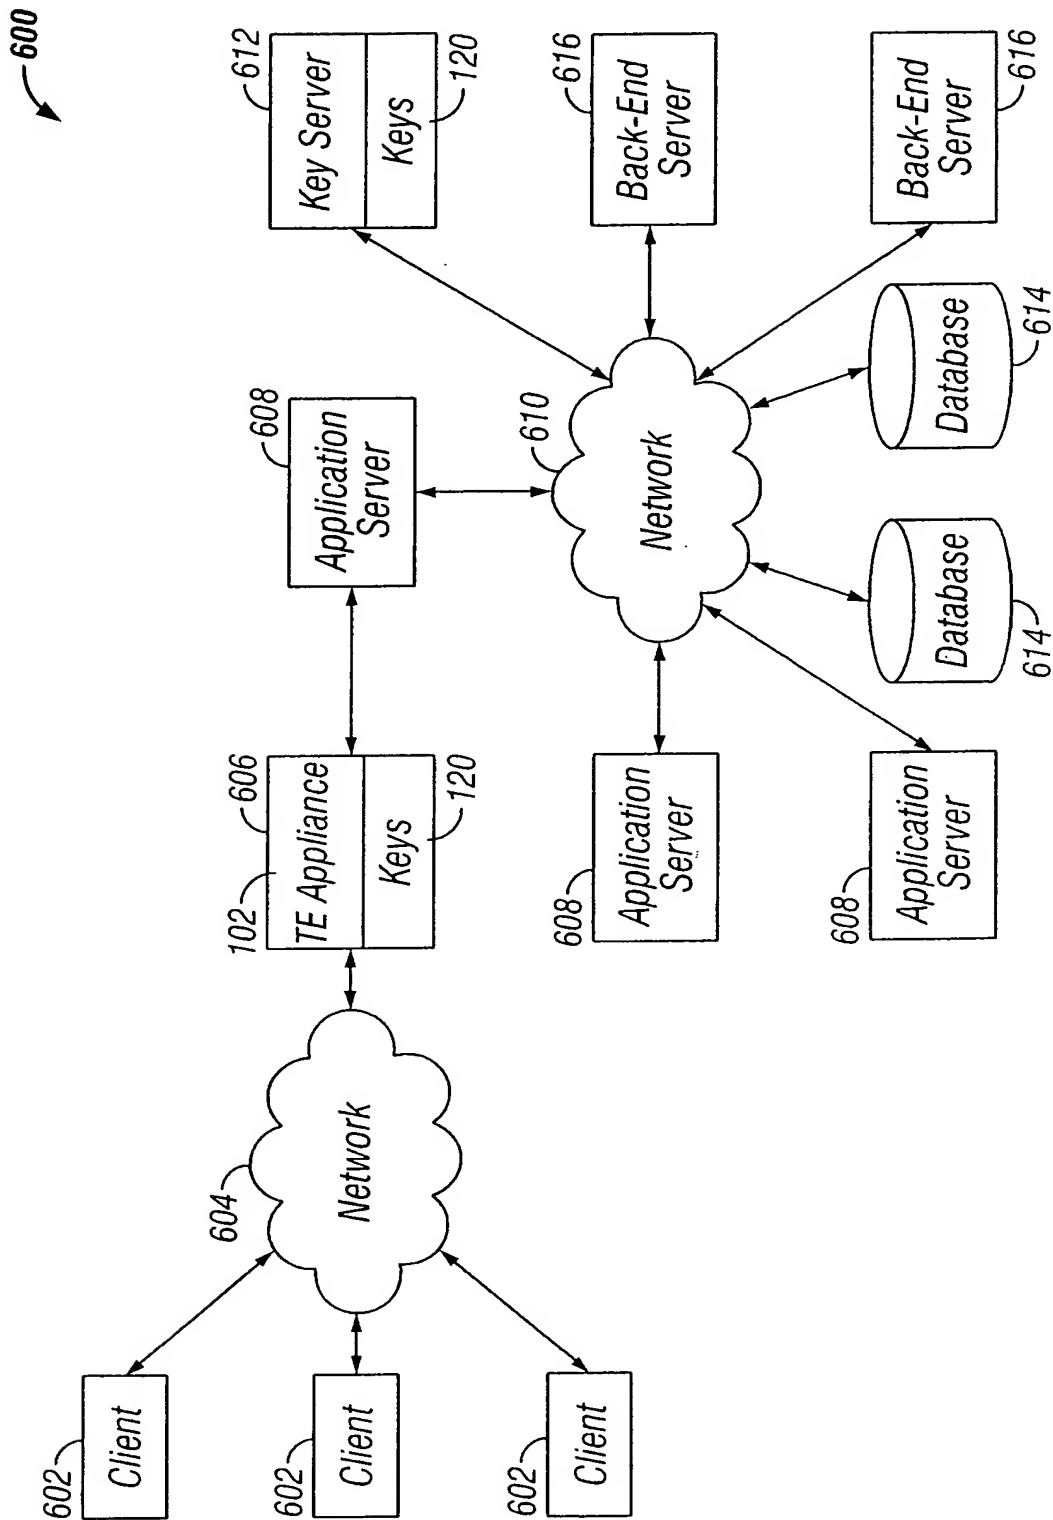 600
602
Client
602
Client
602
Client
604
Network
102
606
TE Appliance
Keys
120
608
Application
Server
612
Key Server
Keys
120
610
Network
616
Back-End
Server
616
Back-End
Server
608
Application
Server
608
Application
Server
Database
614
Database
614